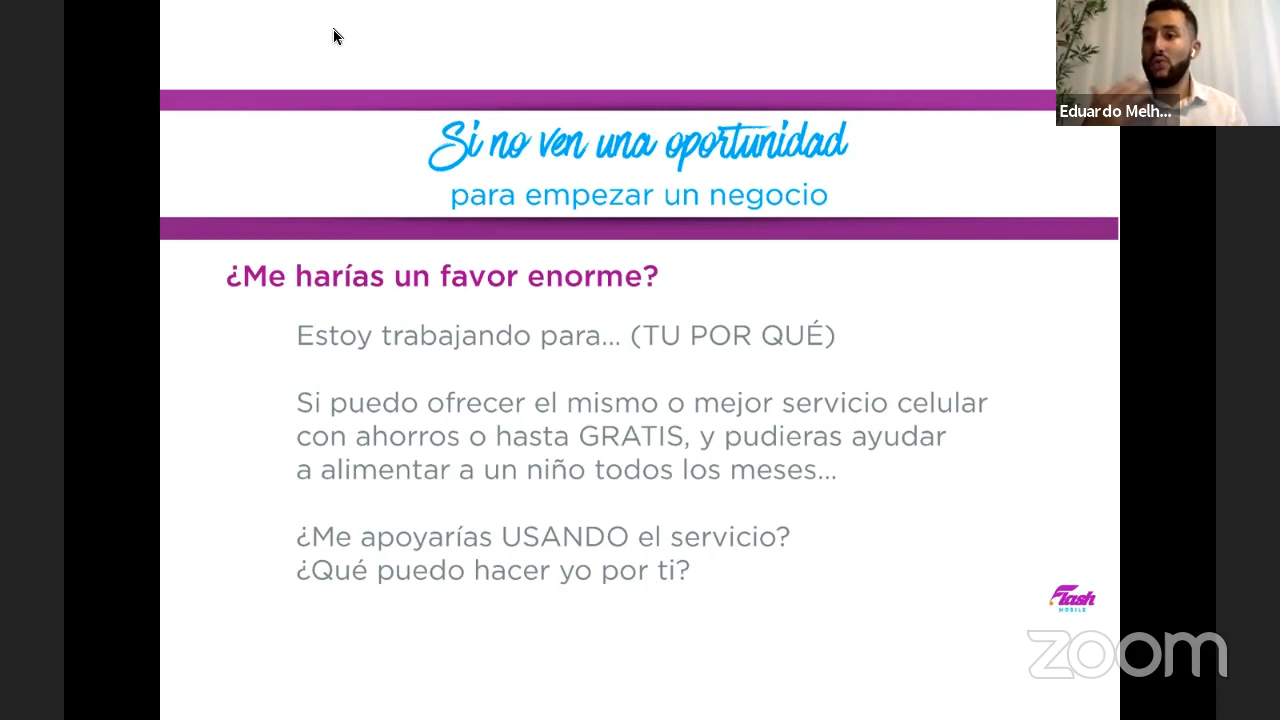 Eduardo Melh...
Si no ven una oportunidad
para empezar un negocio
¿Me harías un favor enorme?
Estoy trabajando para... (TU POR QUÉ)
Si puedo ofrecer el mismo o mejor servicio celular
con ahorros o hasta GRATIS, y pudieras ayudar
a alimentar a un niño todos los meses...
¿Me apoyarías USANDO el servicio?
¿Qué puedo hacer yo por ti?
Flash
MOBILE
zoom